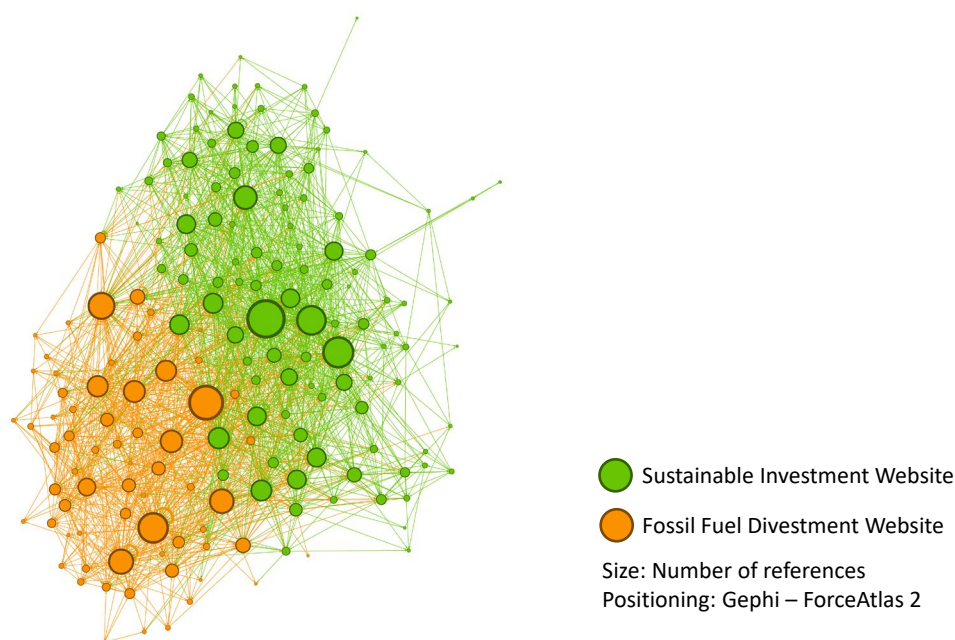 Sustainable Investment Website
Fossil Fuel Divestment Website
Size: Number of references
Positioning: Gephi – ForceAtlas 2